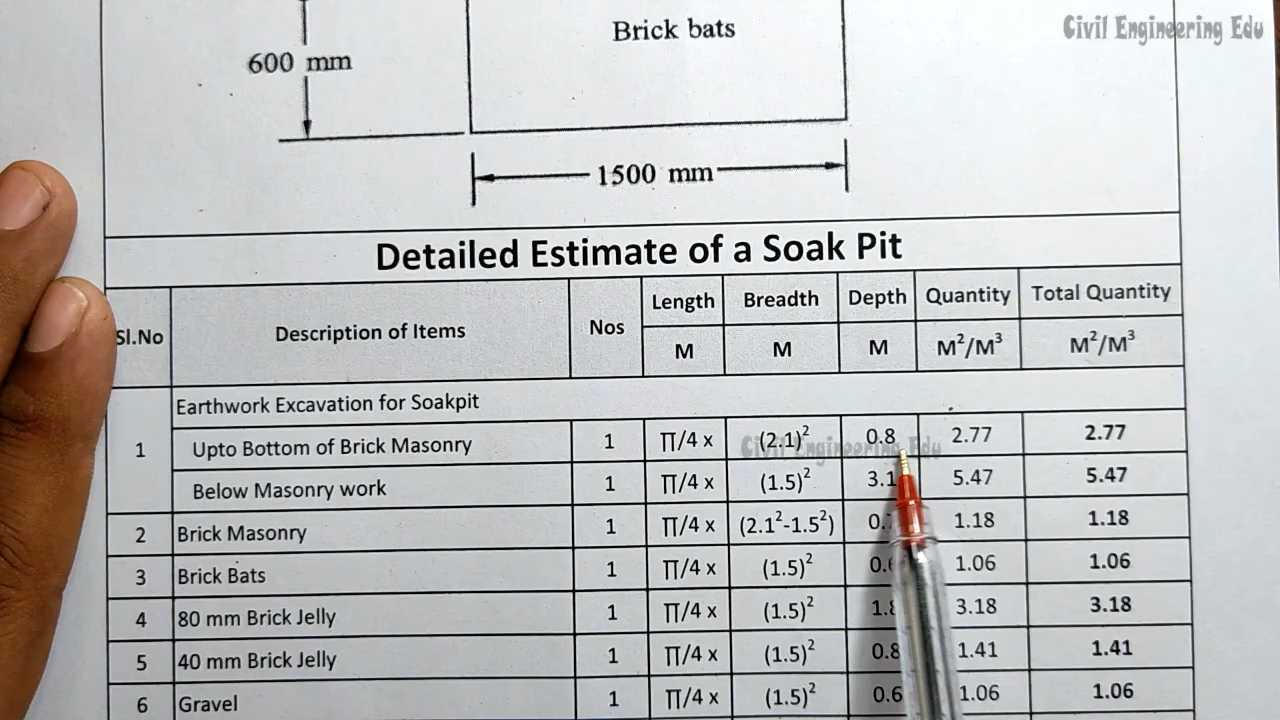 Civil Engineering Edu
Brick bats
600 mm
1500 mm
Detailed Estimate of a Soak Pit
Sl.No Description of Items Nos Length Breadth Depth Quantity Total Quantity
M M M M²/M³ M²/M³
1 Earthwork Excavation for Soakpit
Upto Bottom of Brick Masonry 1 ∏/4 x (2.1)² 0.8 2.77 2.77
Civil Engineering Edu
Below Masonry work 1 ∏/4 x (1.5)² 5.47 5.47
2 Brick Masonry 1 ∏/4 x (2.1²-1.5²) 1.18 1.18
3 Brick Bats 1 ∏/4 x (1.5)² 1.06 1.06
4 80 mm Brick Jelly 1 ∏/4 x (1.5)² 3.18 3.18
5 40 mm Brick Jelly 1 ∏/4 x (1.5)² 0.8 1.41 1.41
6 Gravel 1 ∏/4 x (1.5)² 0.6 1.06 1.06